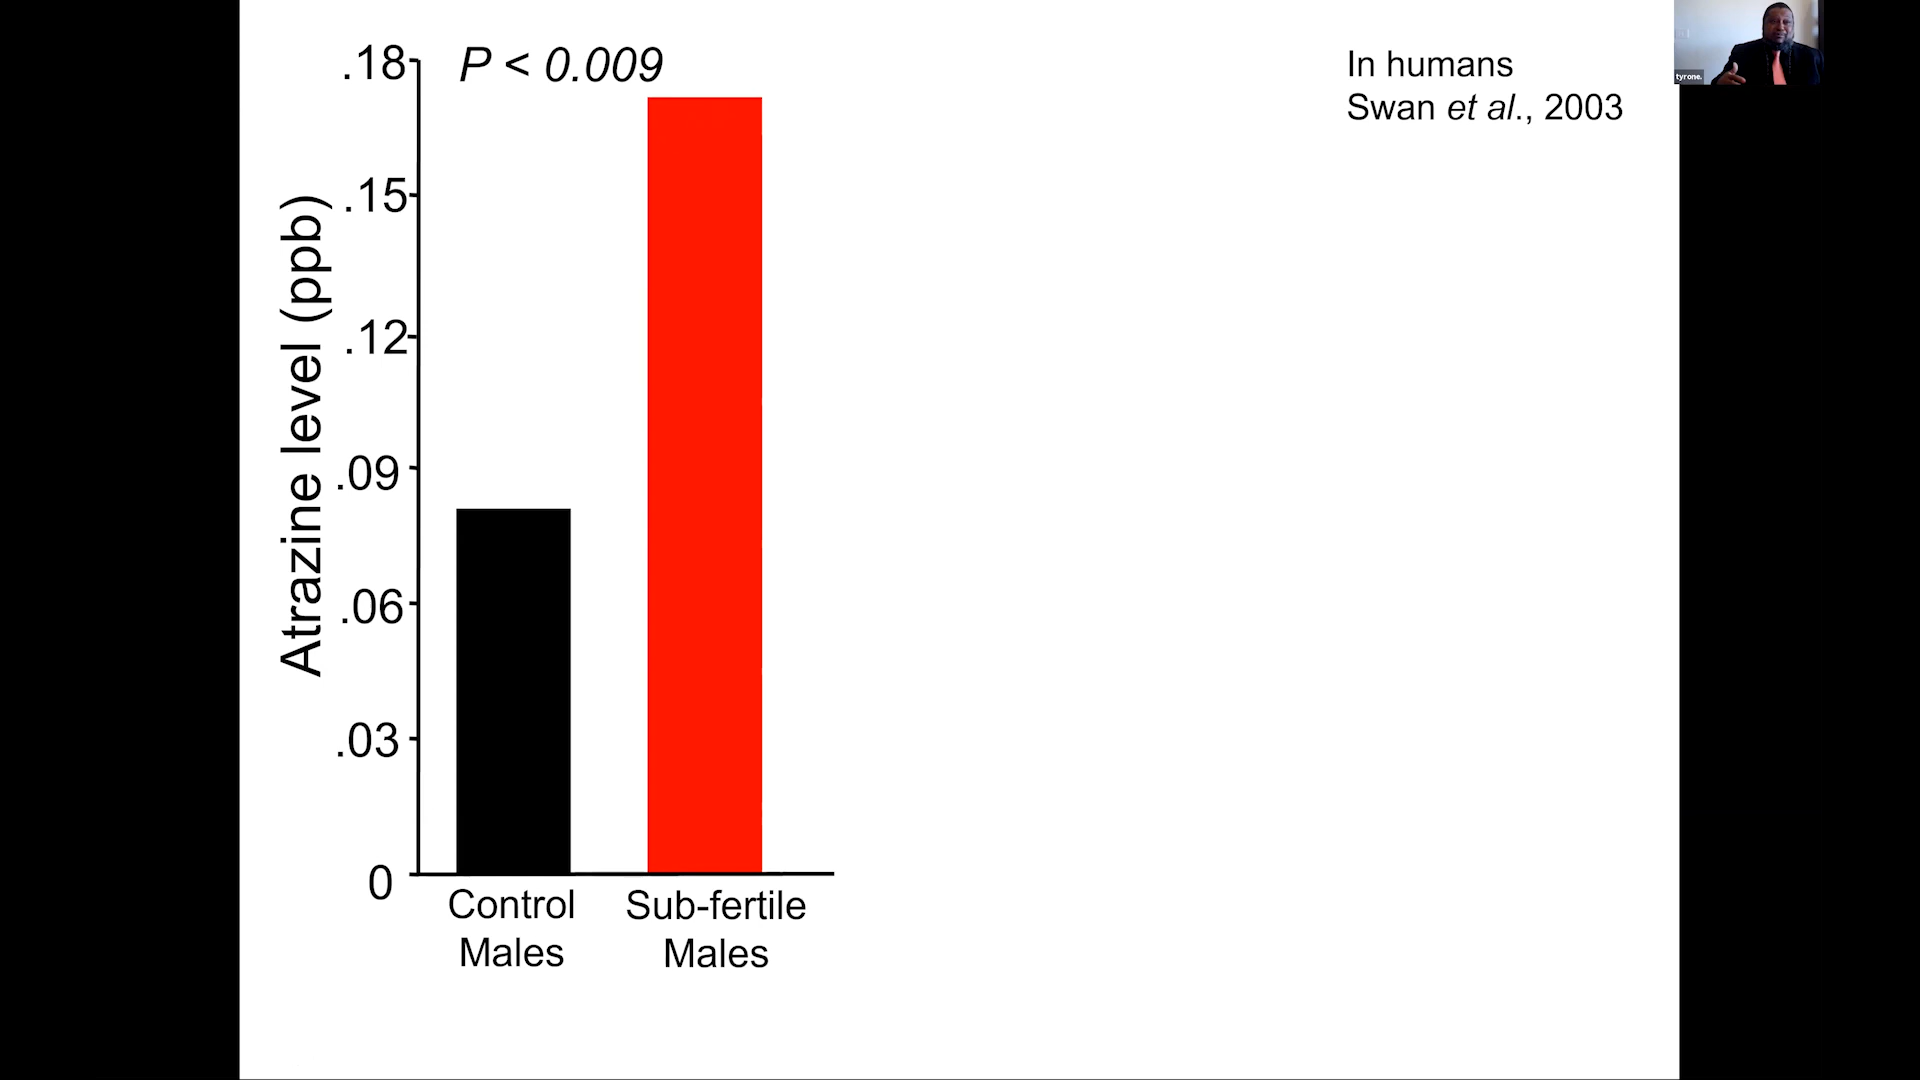 P < 0.009
In humans
Swan et al., 2003
tyrone.
Atrazine level (ppb)
.18
.15
.12
.09
.06
.03
0
Control
Males
Sub-fertile
Males